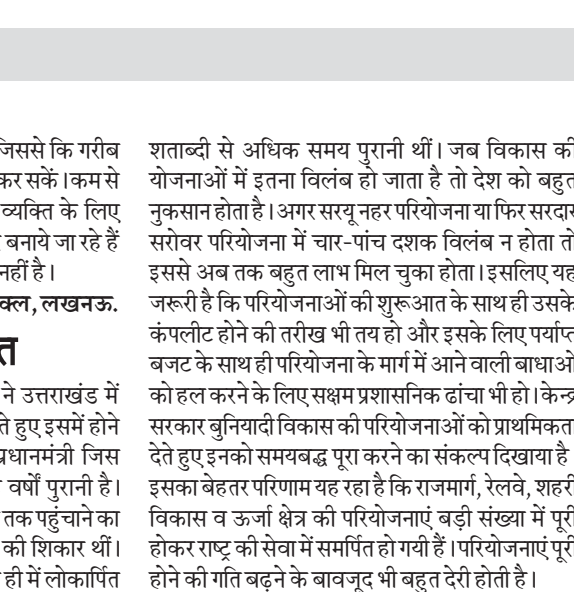 जिससे कि गरीब
कर सकें।कम से
व्यक्ति के लिए
बनाये जा रहे हैं
नहीं है।
लखनऊ.
ने उत्तराखंड में
हुए इसमें होने
प्रधानमंत्री जिस
वर्षों पुरानी है।
तक पहुंचाने का
की शिकार थीं।
ही में लोकार्पित
शताब्दी से अधिक समय पुरानी थीं। जब विकास की
योजनाओं में इतना विलंब हो जाता है तो देश को बहुत
नुकसान होता है।अगर सरयू नहर परियोजना या फिर सरदार
सरोवर परियोजना में चार-पांच दशक विलंब न होता तो
इससे अब तक बहुत लाभ मिल चुका होता।इसलिए यह
जरूरी है कि परियोजनाओं की शुरूआत के साथ ही उसके
कंपलीट होने की तरीख भी तय हो और इसके लिए पर्याप्त
बजट के साथ ही परियोजना के मार्ग में आने वाली बाधाओं
को हल करने के लिए सक्षम प्रशासनिक ढांचा भी हो।केन्द्र
सरकार बुनियादी विकास की परियोजनाओं को प्राथमिकता
देते हुए इनको समयबद्ध पूरा करने का संकल्प दिखाया है
इसका बेहतर परिणाम यह रहा है कि राजमार्ग, रेलवे, शहरी
विकास व ऊर्जा क्षेत्र की परियोजनाएं बड़ी संख्या में पूरी
होकर राष्ट्र की सेवा में समर्पित हो गयी हैं।परियोजनाएं पूरी
होने की गति बढ़ने के बावजूद भी बहुत देरी होती है।